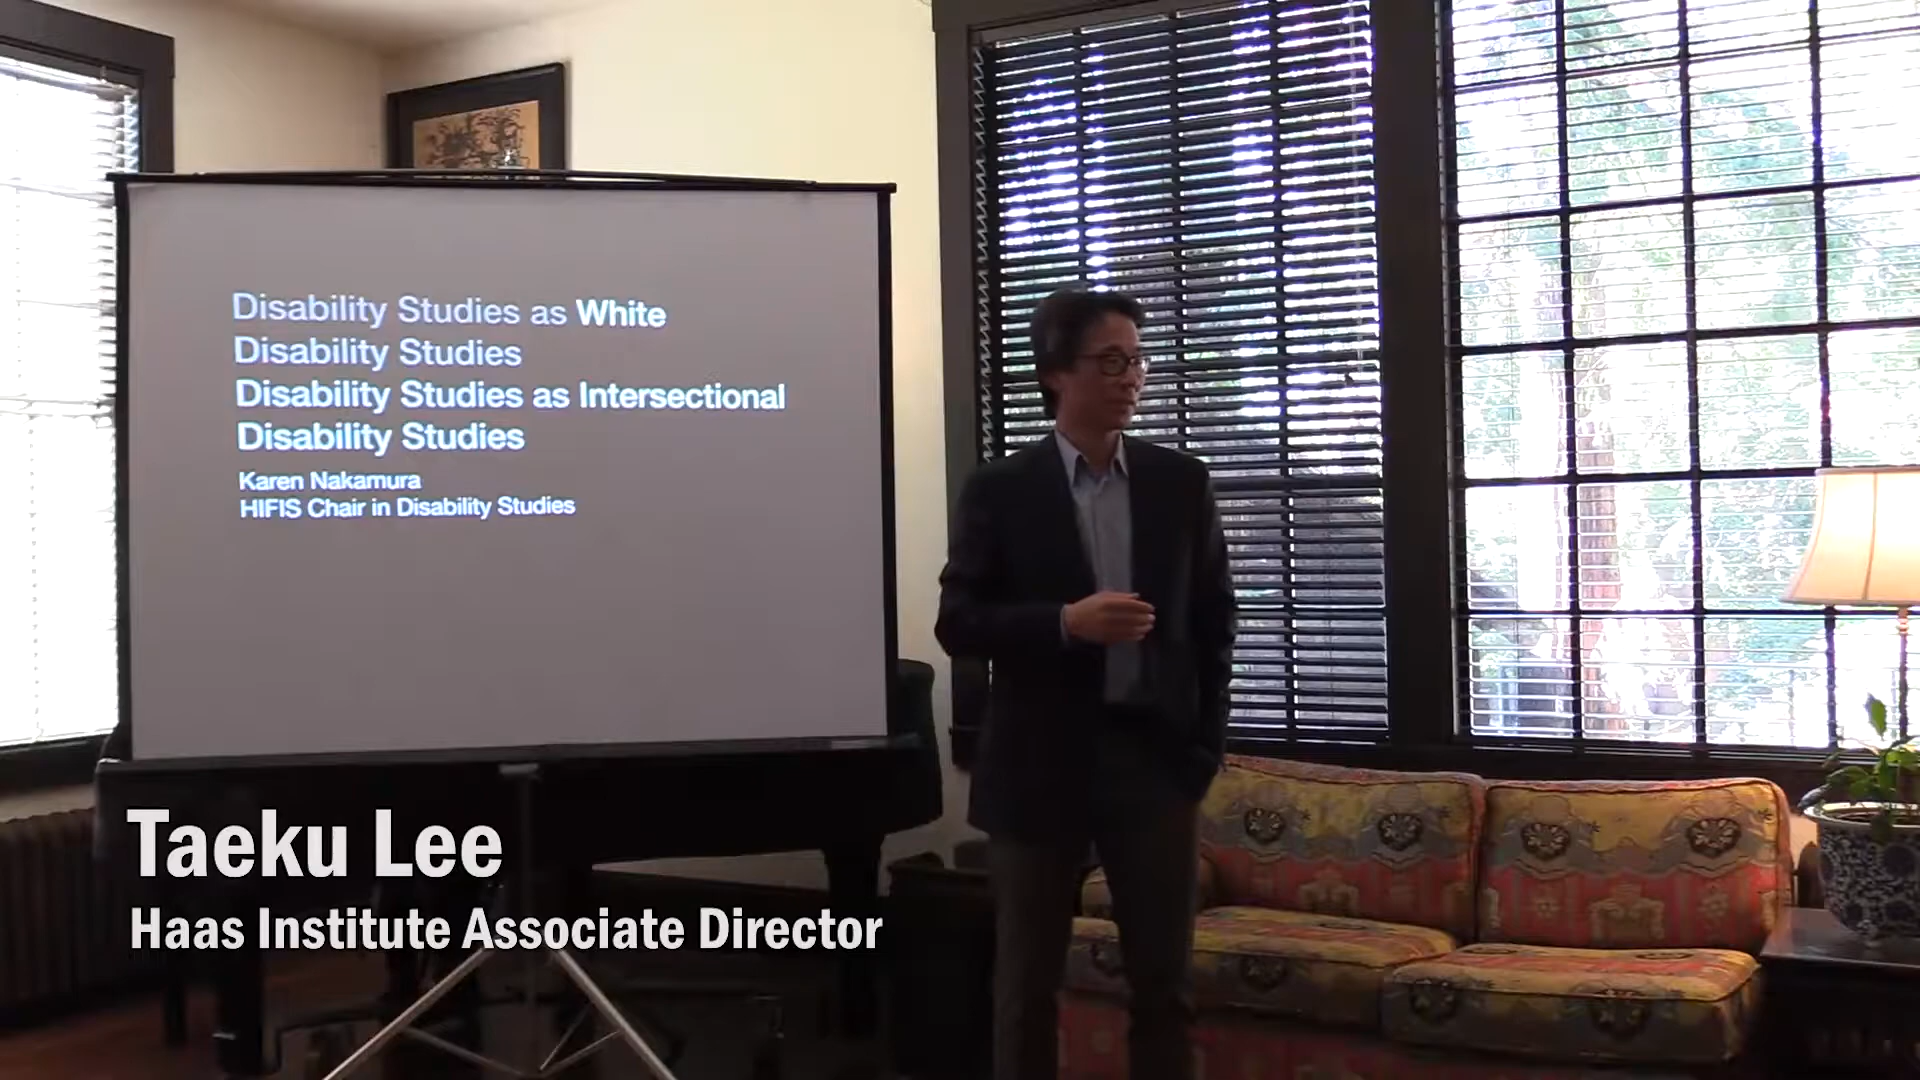 Disability Studies as White
Disability Studies
Disability Studies as Intersectional
Disability Studies
Karen Nakamura
HIFIS Chair in Disability Studies
Taeku Lee
Haas Institute Associate Director